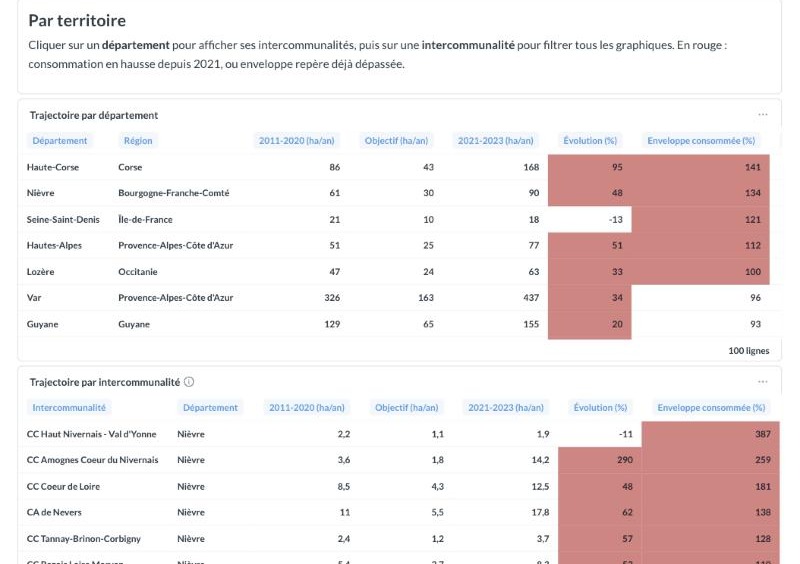 Par territoire
Cliquer sur un département pour afficher ses intercommunalités, puis sur une intercommunalité pour filtrer tous les graphiques. En rouge :
consommation en hausse depuis 2021, ou enveloppe repère déjà dépassée.
Trajectoire par département
Département Région 2011-2020 (ha/an) Objectif (ha/an) 2021-2023 (ha/an) Évolution (%) Enveloppe consommée (%)
Haute-Corse Corse 86 43 168 95 141
Nièvre Bourgogne-Franche-Comté 61 30 90 48 134
Seine-Saint-Denis Île-de-France 21 10 18 -13 121
Hautes-Alpes Provence-Alpes-Côte d'Azur 51 25 77 51 112
Lozère Occitanie 47 24 63 33 100
Var Provence-Alpes-Côte d'Azur 326 163 437 34 96
Guyane Guyane 129 65 155 20 93
100 lignes
Trajectoire par intercommunalité
Intercommunalité Département 2011-2020 (ha/an) Objectif (ha/an) 2021-2023 (ha/an) Évolution (%) Enveloppe consommée (%)
CC Haut Nivernais - Val d'Yonne Nièvre 2,2 1,1 1,9 -11 387
CC Amognes Coeur du Nivernais Nièvre 3,6 1,8 14,2 290 259
CC Coeur de Loire Nièvre 8,5 4,3 12,5 48 181
CA de Nevers Nièvre 11 5,5 17,8 62 138
CC Tannay-Brinon-Corbigny Nièvre 2,4 1,2 3,7 57 128